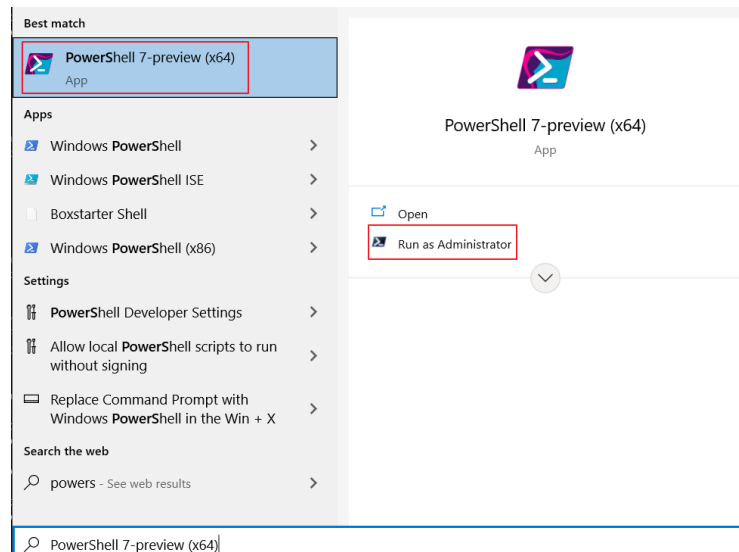 Best match
PowerShell 7-preview (x64)
App
Apps
Windows PowerShell
Windows PowerShell ISE
Boxstarter Shell
Windows PowerShell (x86)
Settings
PowerShell Developer Settings
Allow local PowerShell scripts to run
without signing
Replace Command Prompt with
Windows PowerShell in the Win + X
Search the web
powers - See web results
PowerShell 7-preview (x64)
App
Open
Run as Administrator
PowerShell 7-preview (x64)